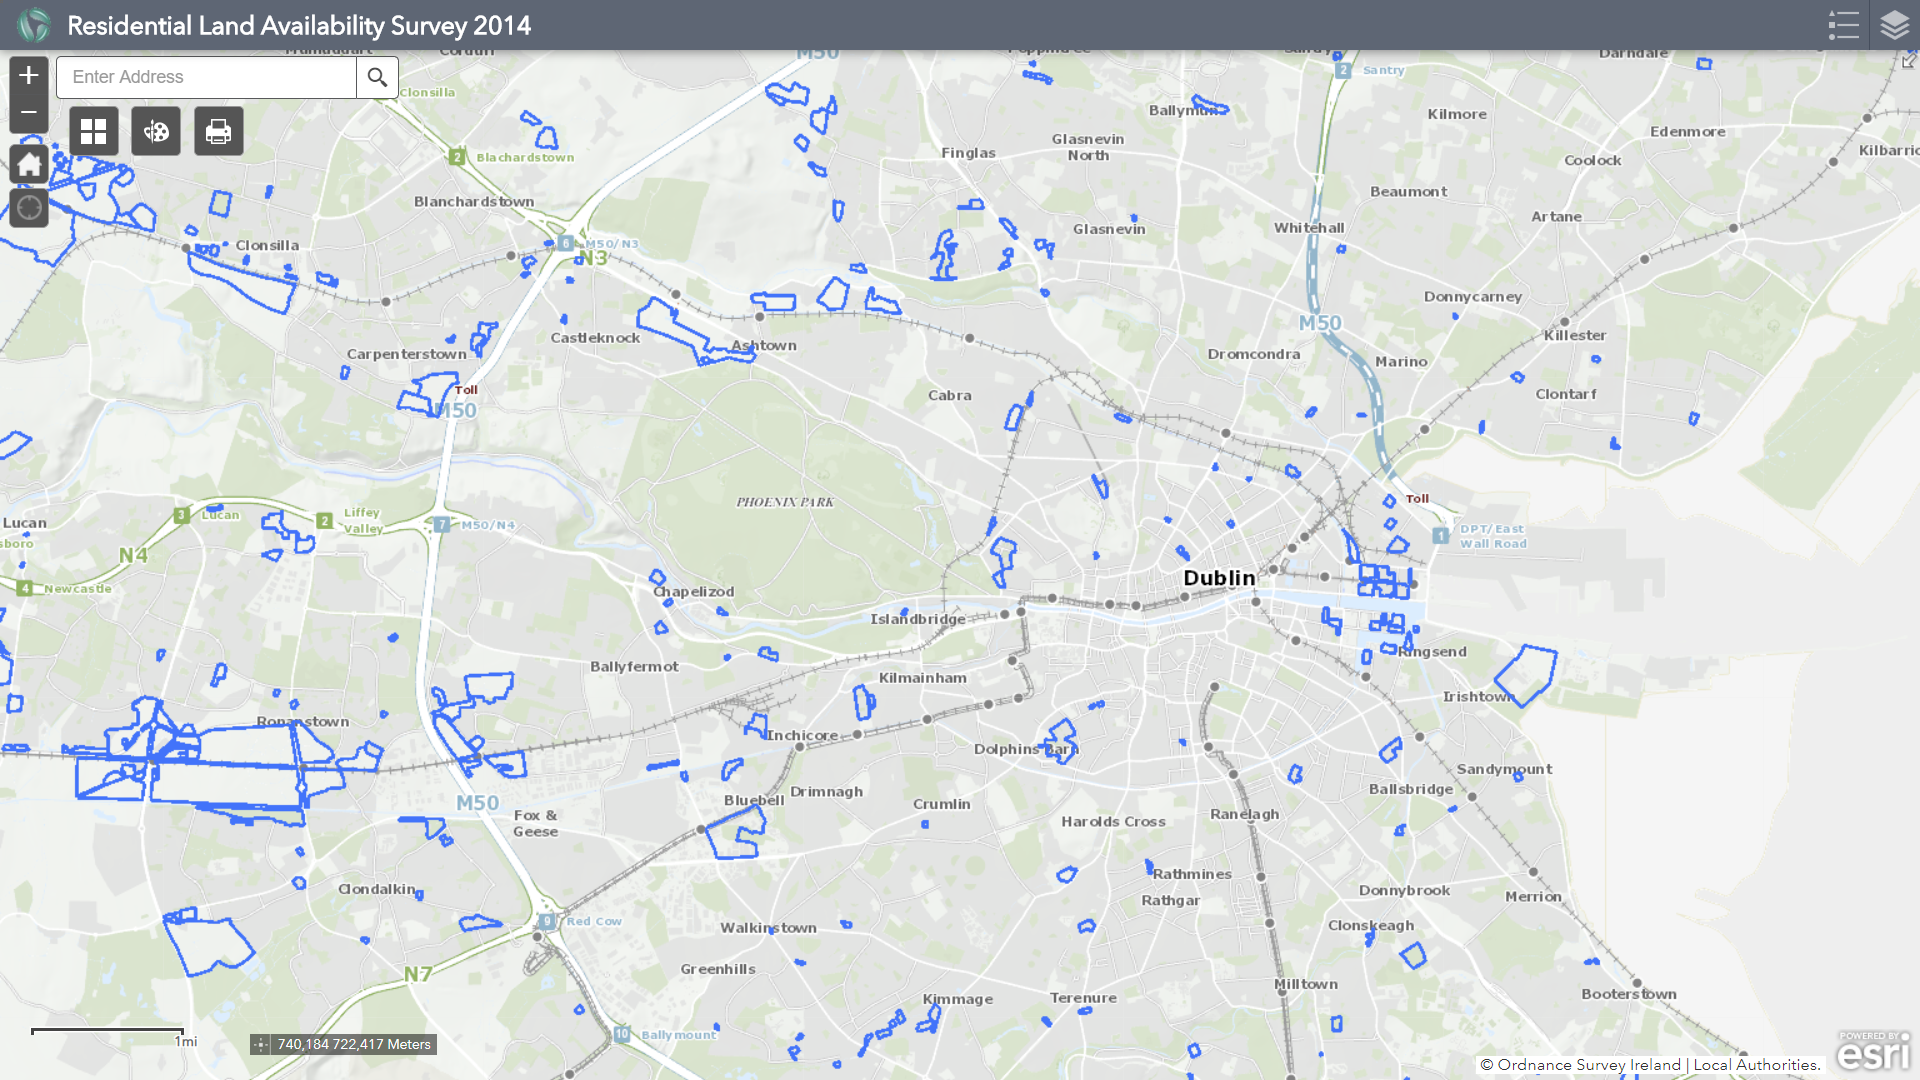 Residential Land Availability Survey 2014
Enter Address
M50
Santry
Darndale
Clonsilla
Ballymun
Kilmore
Edenmore
Glasnevin
North
Finglas
Coolock
Kilbarric
2
Blachardstown
2
Blanchardstown
Beaumont
Artane
Glasnevin
Whitehall
Clonsilla
6
M50/N3
N3
Donnycarney
M50
Killester
Castleknock
Ashtown
Carpenterstown
Dromcondra
Marino
Toll
M50
Cabra
Clontarf
PHOENIX PARK
Toll
3
Lucan
2
Liffey
Valley
7
M50/N4
Lucan
sboro
N4
1
DPT/East
Wall Road
4
Newcastle
Dublin
Chapelizod
Islandbridge
Ringsend
Ballyfermot
Kilmainham
Irishtown
Ronanstown
Inchicore
Dolphins Barn
Sandymount
Ballsbridge
M50
Bluebell
Drimnagh
Crumlin
Fox &
Geese
Harolds Cross
Ranelagh
Clondalkin
Rathmines
Rathgar
Donnybrook
Merrion
9
Red Cow
Walkinstown
Clonskeagh
N7
Greenhills
Kimmage
Terenure
Milltown
Booterstown
10
Ballymount
1mi
740,184 722,417 Meters
POWERED BY
esri
© Ordnance Survey Ireland | Local Authorities.